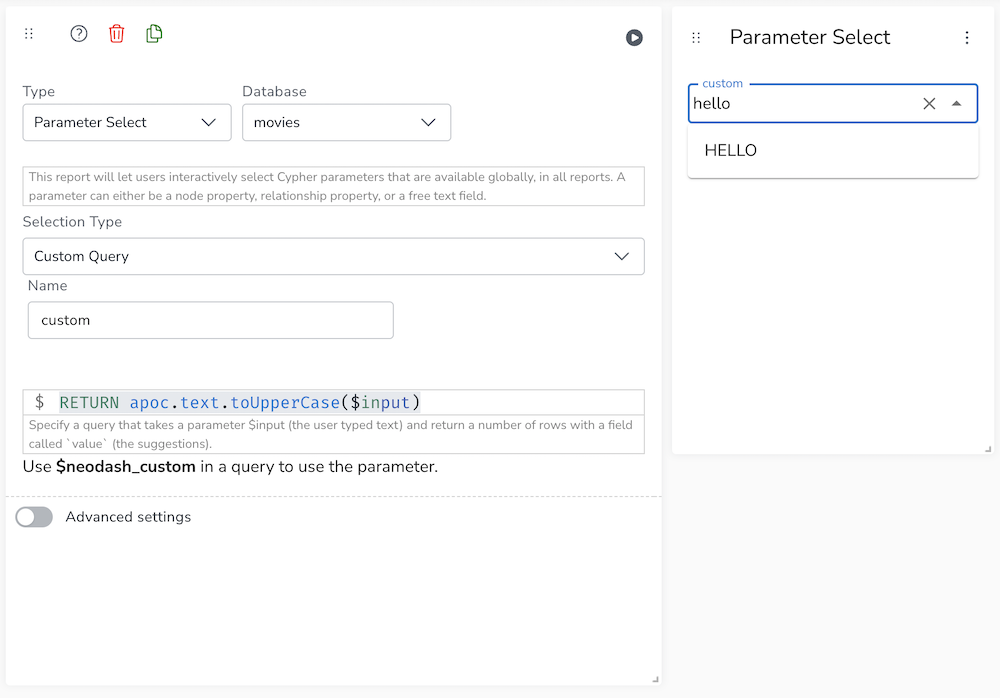 Type
Database
Parameter Select
movies
This report will let users interactively select Cypher parameters that are available globally, in all reports. A
parameter can either be a node property, relationship property, or a free text field.
Selection Type
Custom Query
Name
custom
$ RETURN apoc.text.toUpperCase($input)
Specify a query that takes a parameter $input (the user typed text) and return a number of rows with a field
called `value` (the suggestions).
Use $neodash_custom in a query to use the parameter.
Advanced settings
Parameter Select
custom
hello
HELLO